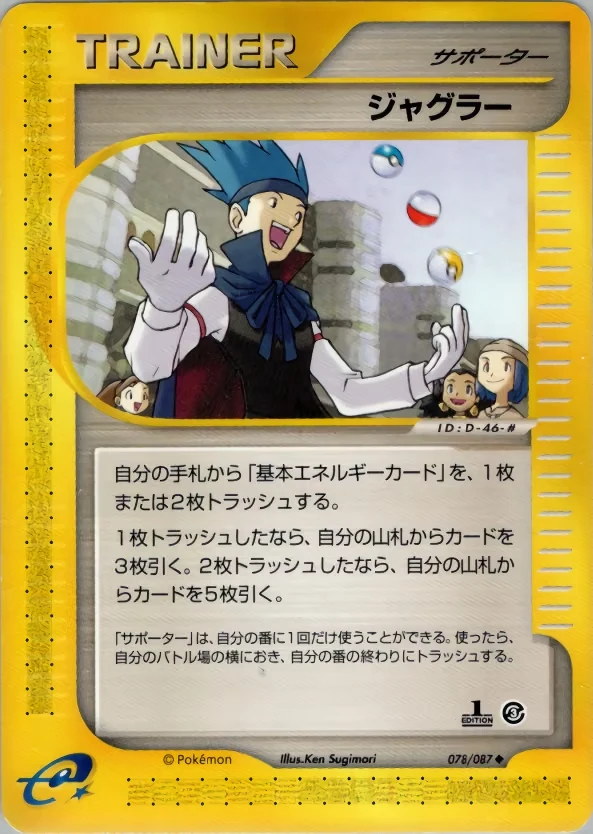 TRAINER
サポーター
ジャグラー
ID:D-46-#
自分の手札から「基本エネルギーカード」を、1枚
または2枚トラッシュする。
1枚トラッシュしたなら、自分の山札からカードを
3枚引く。2枚トラッシュしたなら、自分の山札か
らカードを5枚引く。
「サポーター」は、自分の番に1回だけ使うことができる。使ったら、
自分のバトル場の横におき、自分の番の終わりにトラッシュする。
1
EDITION
3
© Pokémon
Illus.Ken Sugimori
078/087 ◆
e